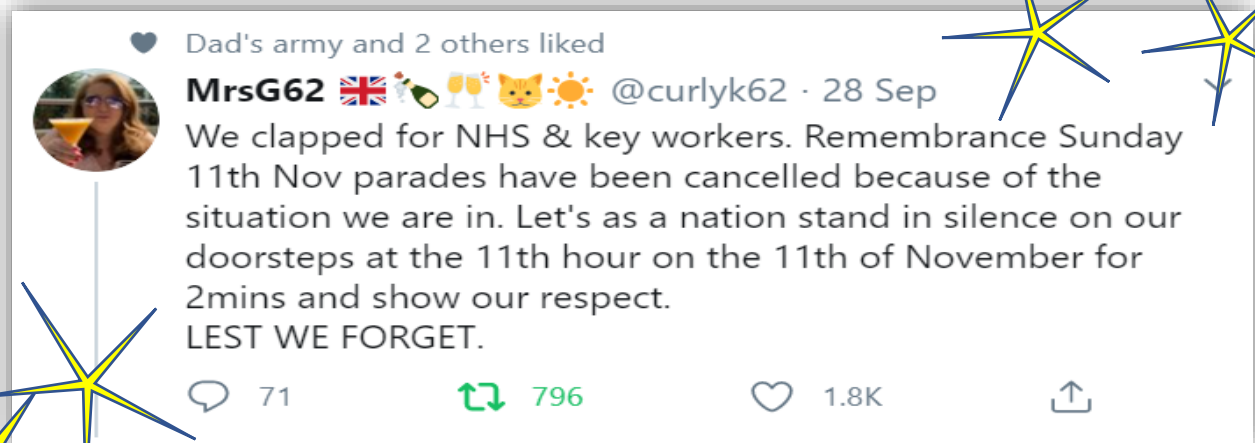 Dad's army and 2 others liked
MrsG62 🇬🇧🍾🥂🐱☀ @curlyk62 · 28 Sep
We clapped for NHS & key workers. Remembrance Sunday
11th Nov parades have been cancelled because of the
situation we are in. Let's as a nation stand in silence on our
doorsteps at the 11th hour on the 11th of November for
2mins and show our respect.
LEST WE FORGET.
71 796 1.8K